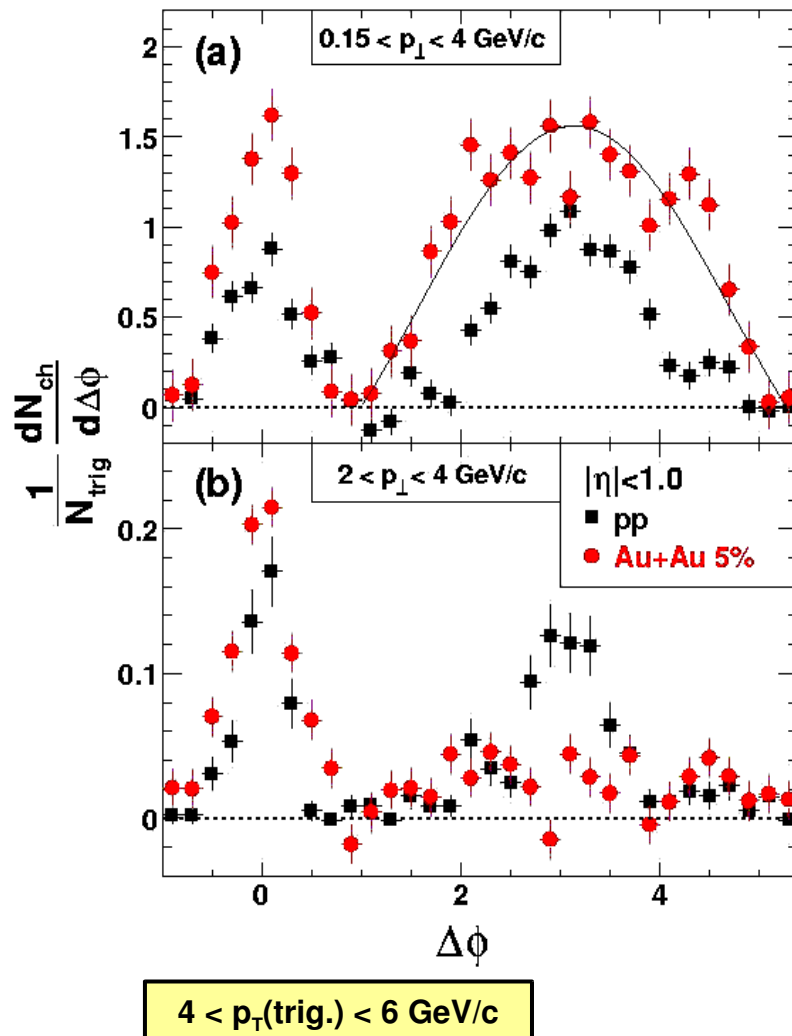 (a)
0.15 < p⊥ < 4 GeV/c
2
1.5
1
0.5
0
1
N_trig
dN_ch
dΔϕ
(b)
2 < p⊥ < 4 GeV/c
|η|<1.0
pp
Au+Au 5%
0.2
0.1
0
0
2
4
Δϕ
4 < p_T(trig.) < 6 GeV/c